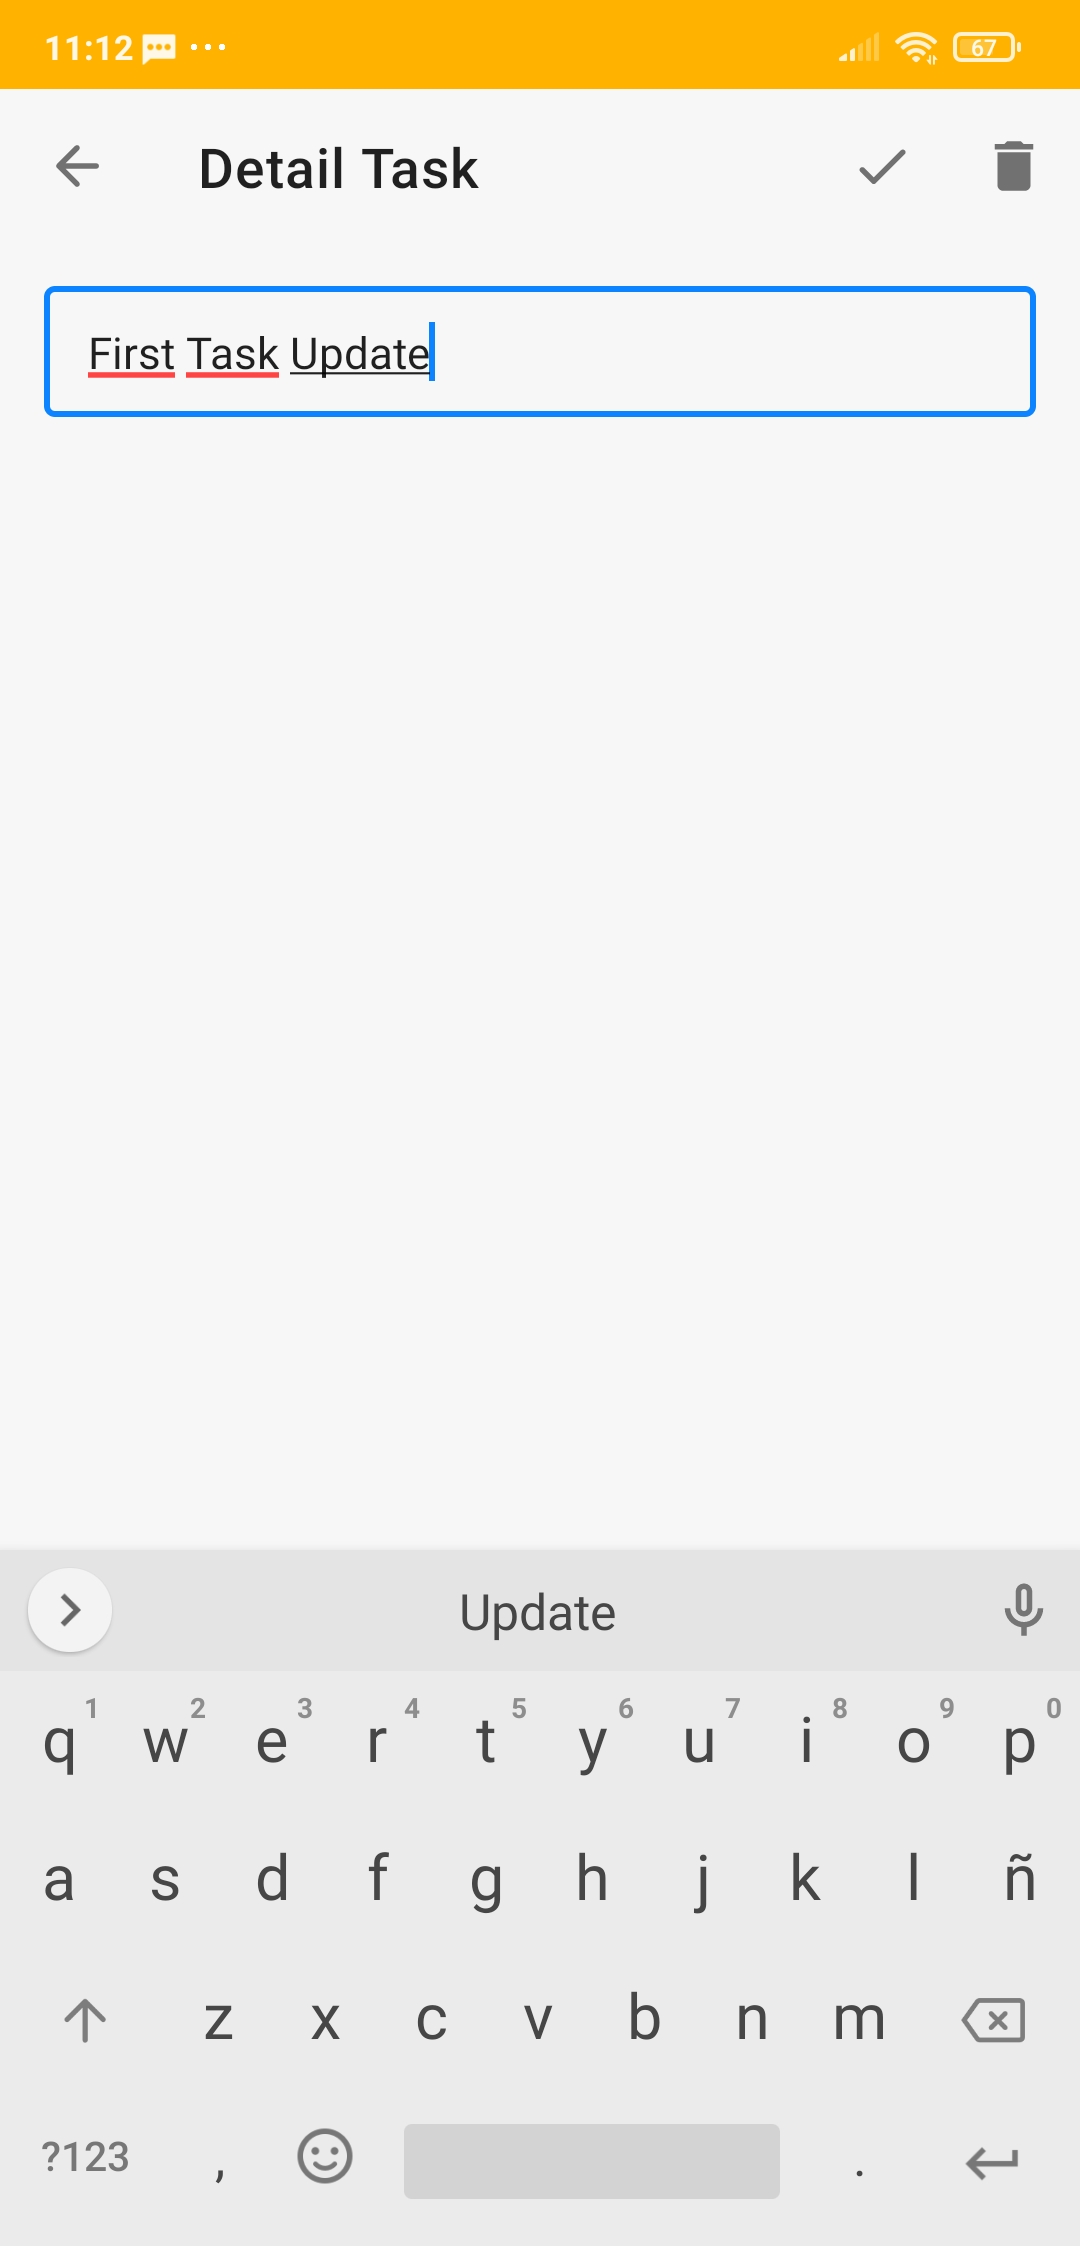 11:12
67
Detail Task
First Task Update
Update
1 2 3 4 5 6 7 8 9 0
q w e r t y u i o p
a s d f g h j k l ñ
z x c v b n m
?123 , .